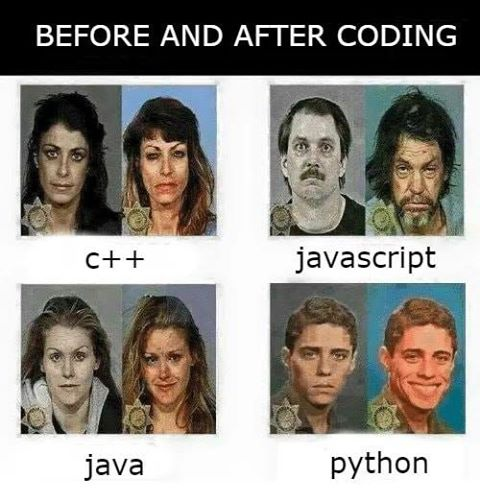 BEFORE AND AFTER CODING
c++
javascript
java
python